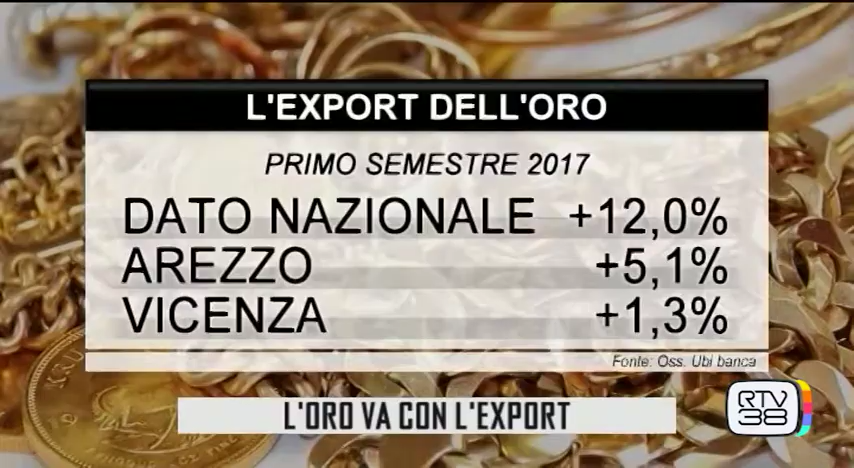 L'EXPORT DELL'ORO
PRIMO SEMESTRE 2017
DATO NAZIONALE +12,0%
AREZZO +5,1%
VICENZA +1,3%
Fonte: Oss. Ubi banca
L'ORO VA CON L'EXPORT
RTV
38